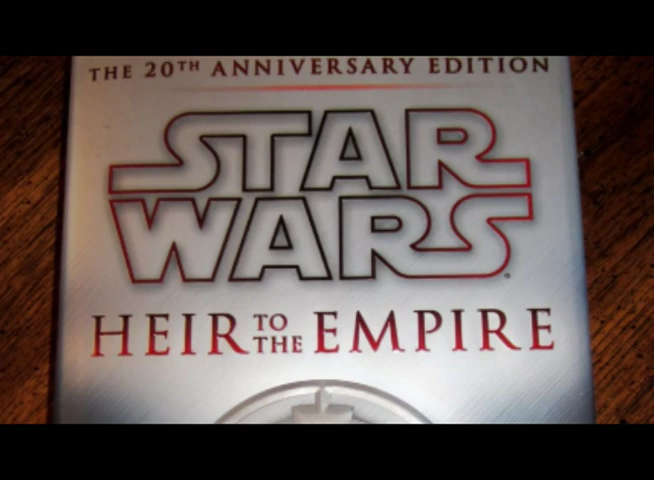 THE 20TH ANNIVERSARY EDITION
STAR
WARS
HEIR TO THE EMPIRE